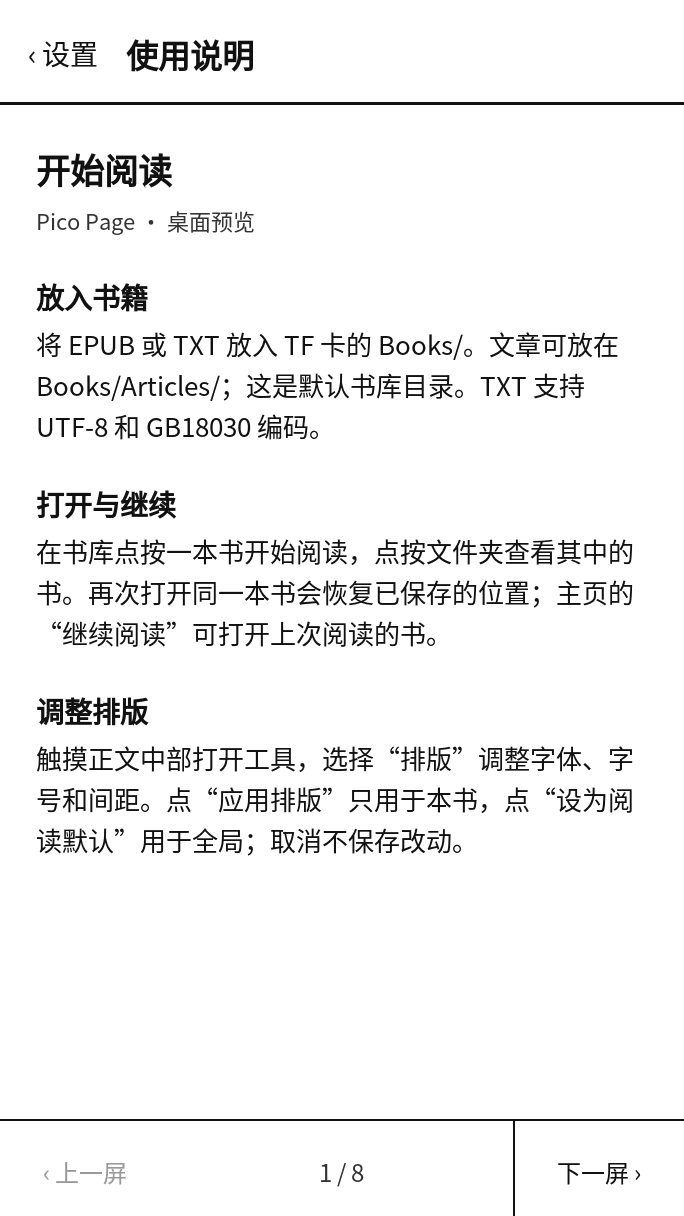 ‹ 设置 使用说明
开始阅读
Pico Page · 桌面预览
放入书籍
将 EPUB 或 TXT 放入 TF 卡的 Books/。文章可放在
Books/Articles/；这是默认书库目录。TXT 支持
UTF-8 和 GB18030 编码。
打开与继续
在书库点按一本书开始阅读，点按文件夹查看其中的
书。再次打开同一本书会恢复已保存的位置；主页的
“继续阅读”可打开上次阅读的书。
调整排版
触摸正文中部打开工具，选择“排版”调整字体、字
号和间距。点“应用排版”只用于本书，点“设为阅
读默认”用于全局；取消不保存改动。
‹ 上一屏 1 / 8 下一屏 ›